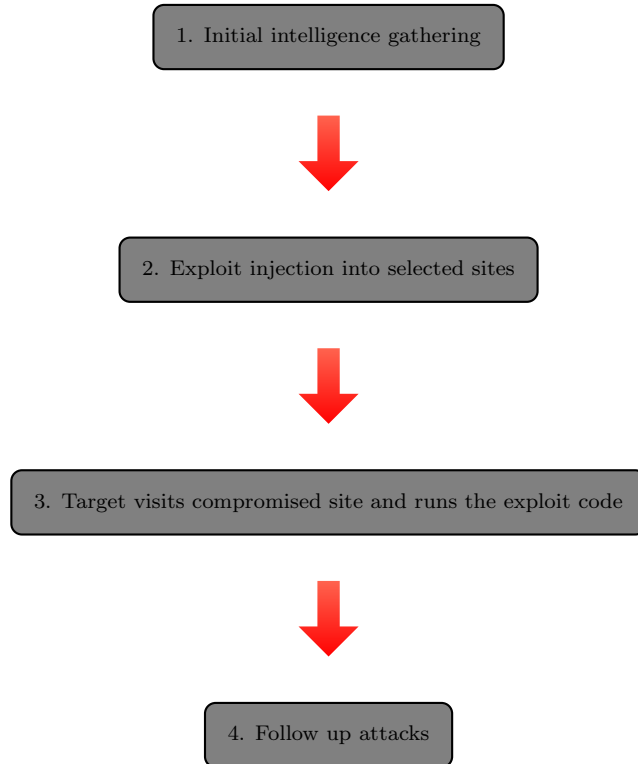 1. Initial intelligence gathering
2. Exploit injection into selected sites
3. Target visits compromised site and runs the exploit code
4. Follow up attacks